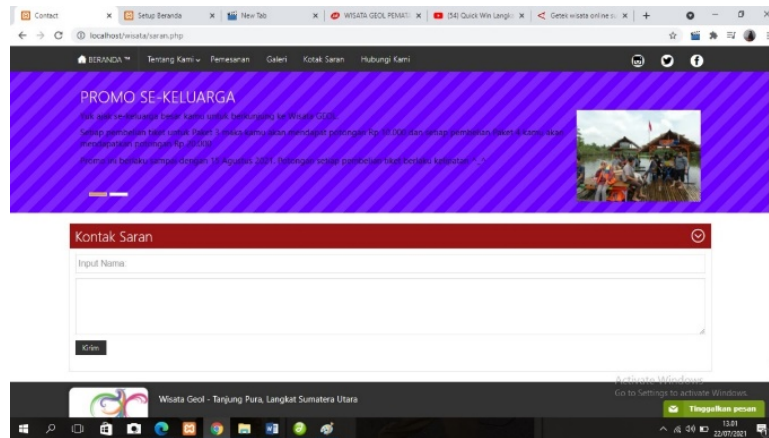 Contact
Setup Beranda
New Tab
WISATA GEOL PEMAT
(54) Quick Win Langk
Getek wisata online s
localhost/wisata/saran.php
BERANDA ™ Tentang Kami Pemesanan Galeri Kotak Saran Hubungi Kami
PROMO SE-KELUARGA
Yuk ajak se-keluarga besar kamu untuk berkunjung ke Wisata GEOL.
Setiap pembelian tiket untuk Paket 3 maka kamu akan mendapat potongan Rp 10.000 dan setiap pembelian Paket 4 kamu akan
mendapatkan potongan Rp 20.000
Promo ini berlaku sampai dengan 15 Agustus 2021. Potongan setiap pembelian tiket berlaku kelipatan ^_^
Kontak Saran
Input Nama:
Kirim
Activate Windows
Go to Settings to activate Windows.
Wisata Geol - Tanjung Pura, Langkat Sumatera Utara
Tinggalkan pesan
13.01
22/07/2021